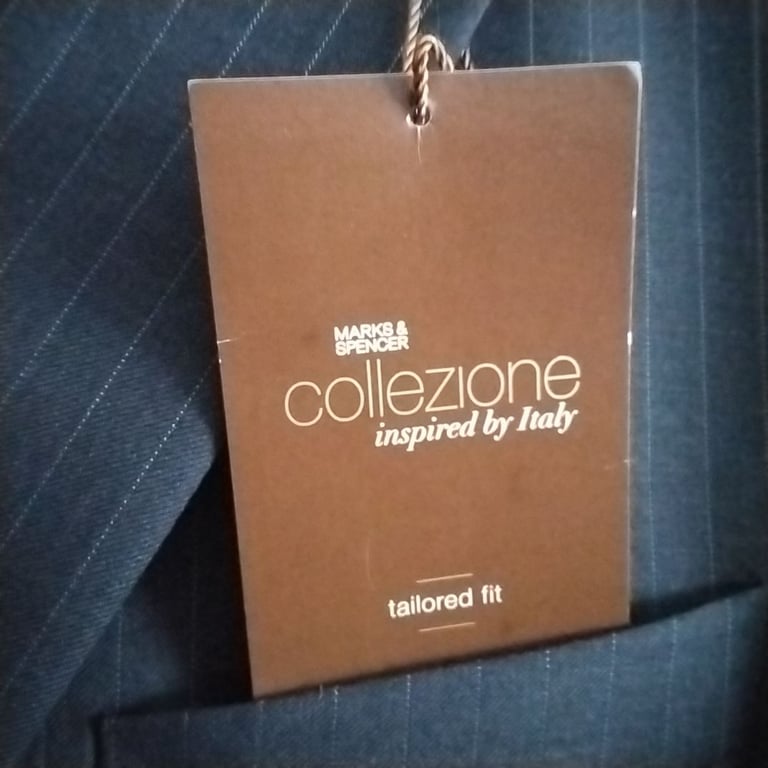 MARKS &
SPENCER
collezione
inspired by Italy
tailored fit